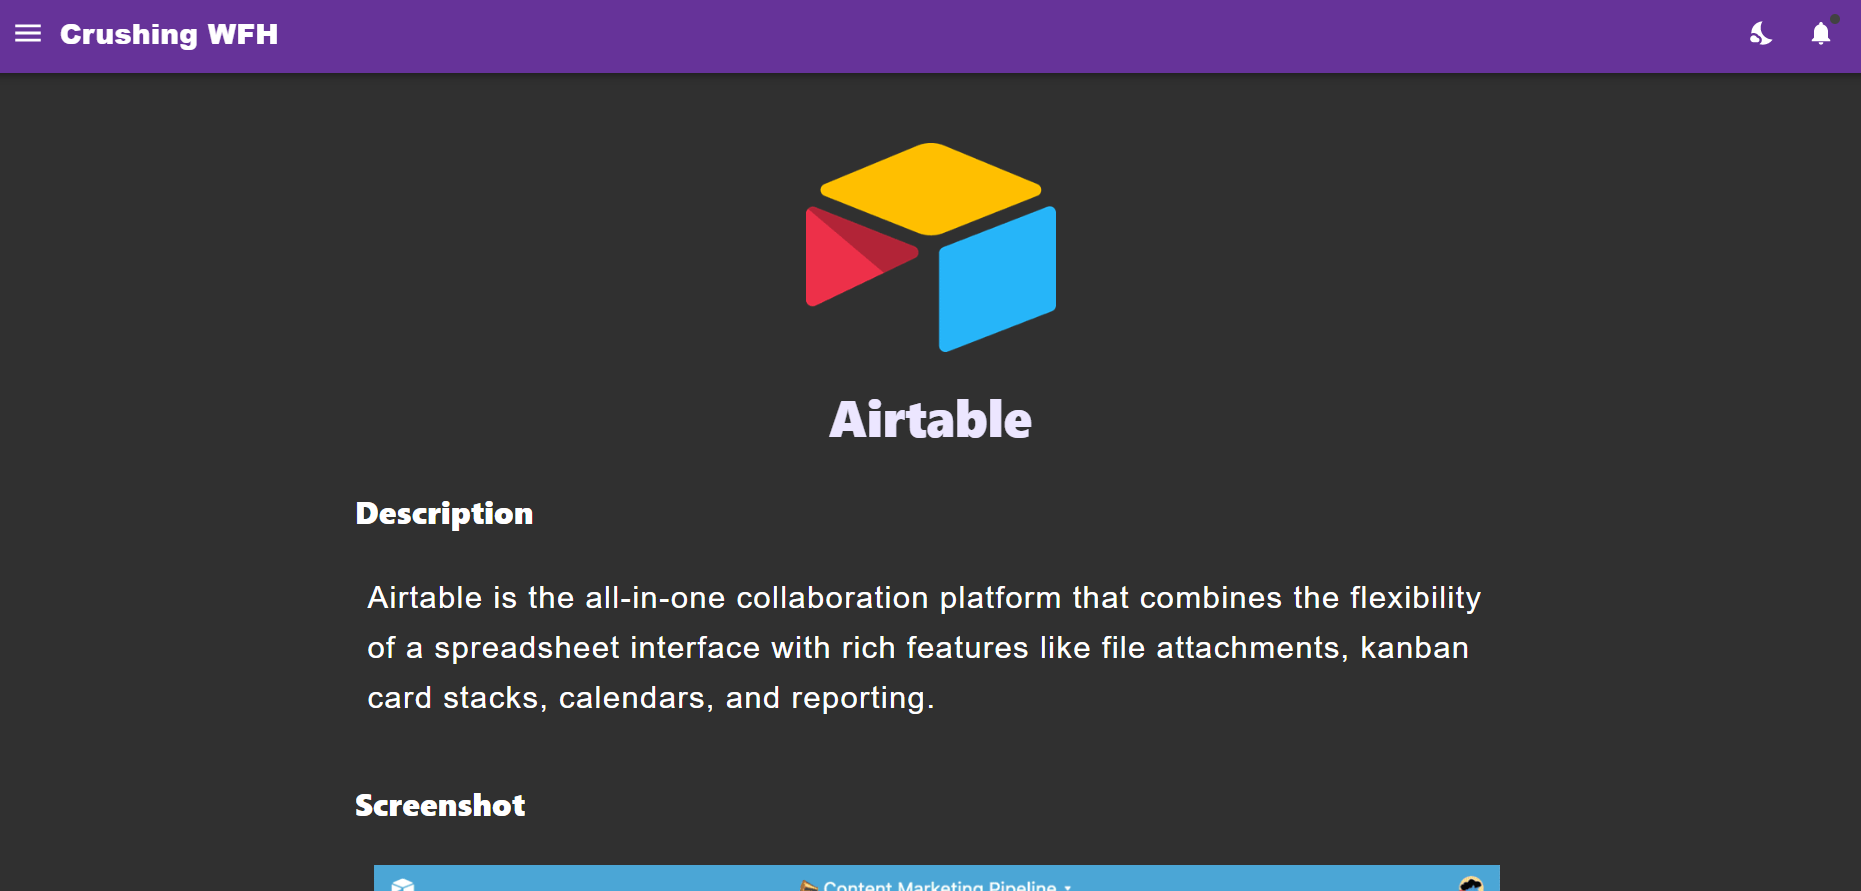 Crushing WFH
Airtable
Description
Airtable is the all-in-one collaboration platform that combines the flexibility
of a spreadsheet interface with rich features like file attachments, kanban
card stacks, calendars, and reporting.
Screenshot
Content Marketing Pipeline